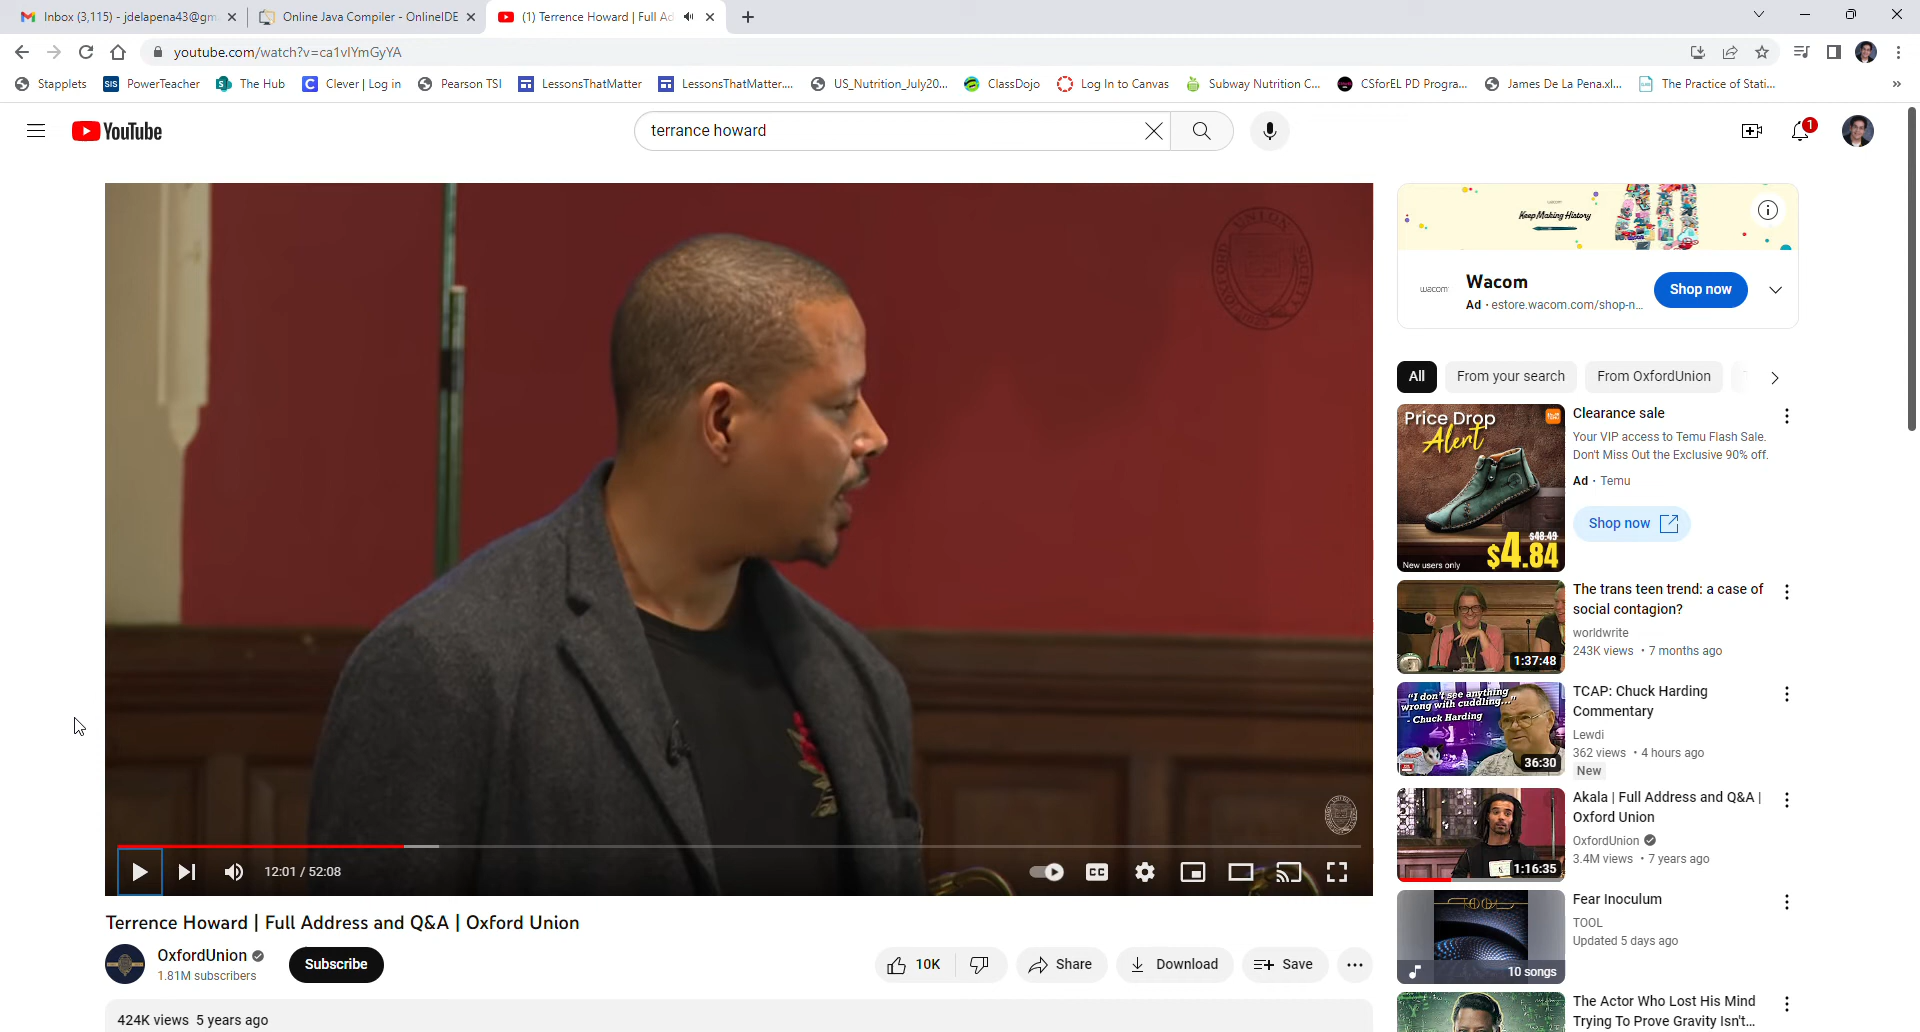 Inbox (3,115) - jdelapena43@gm
Online Java Compiler - OnlineIDE
(1) Terrence Howard | Full Ad
youtube.com/watch?v=ca1vlYmGyYA
Stapplets
SIS PowerTeacher
The Hub
C Clever | Log in
Pearson TSI
LessonsThatMatter
LessonsThatMatter....
US_Nutrition_July20...
ClassDojo
Log In to Canvas
Subway Nutrition C...
CSforEL PD Progra...
James De La Pena.xl...
The Practice of Stati...
YouTube
terrance howard
1
OXFORD UNION SOCIETY
Keep Making History
40
wacom
Wacom
Ad · estore.wacom.com/shop-n...
Shop now
All
From your search
From OxfordUnion
Price Drop
Alert
$48.49
$4.84
New users only
Clearance sale
Your VIP access to Temu Flash Sale.
Don't Miss Out the Exclusive 90% off.
Ad · Temu
Shop now
1:37:48
The trans teen trend: a case of
social contagion?
worldwrite
243K views · 7 months ago
"I don't see anything
wrong with cuddling..."
- Chuck Harding
36:30
TCAP: Chuck Harding
Commentary
Lewdi
362 views · 4 hours ago
New
1:16:35
Akala | Full Address and Q&A |
Oxford Union
OxfordUnion
3.4M views · 7 years ago
TOOL
10 songs
Fear Inoculum
TOOL
Updated 5 days ago
The Actor Who Lost His Mind
Trying To Prove Gravity Isn't...
12:01 / 52:08
CC
Terrence Howard | Full Address and Q&A | Oxford Union
OxfordUnion
1.81M subscribers
Subscribe
10K
Share
Download
Save
424K views 5 years ago